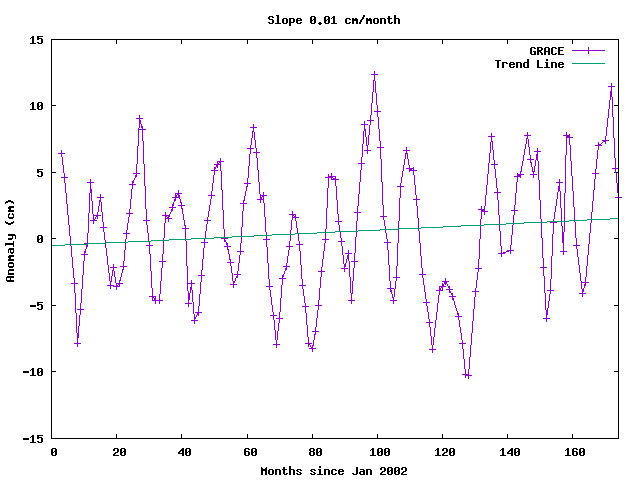 Slope 0.01 cm/month
15
GRACE
Trend Line
10
5
0
-5
-10
-15
Anomaly (cm)
0 20 40 60 80 100 120 140 160
Months since Jan 2002